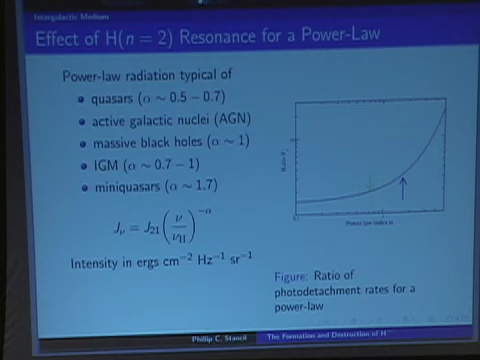 Intergalactic Medium
Effect of H(n = 2) Resonance for a Power-Law
Power-law radiation typical of
quasars (α ~ 0.5 − 0.7)
active galactic nuclei (AGN)
massive black holes (α ~ 1)
IGM (α ~ 0.7 − 1)
miniquasars (α ~ 1.7)
J_ν = J_21 (ν/ν_H)^−α
Intensity in ergs cm⁻² Hz⁻¹ sr⁻¹
Power law index α
Figure: Ratio of
photodetachment rates for a
power-law
Phillip C. Stancil
The Formation and Destruction of H⁻